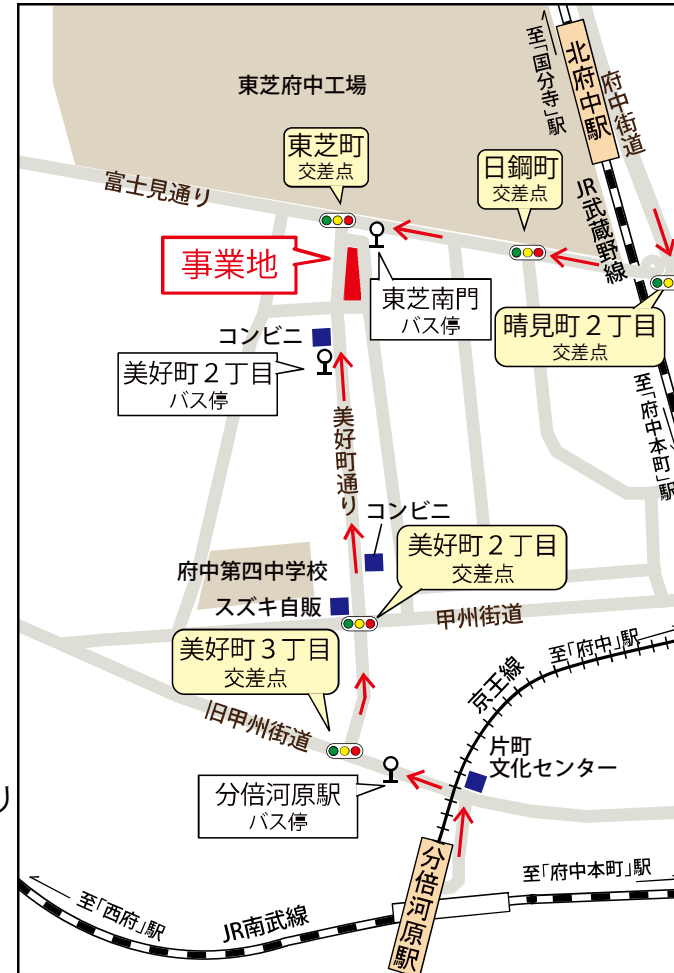 東芝府中工場
至「国分寺」駅
北府中駅
府中街道
東芝町
交差点
日鋼町
交差点
富士見通り
JR武蔵野線
事業地
東芝南門
バス停
晴見町2丁目
交差点
コンビニ
美好町2丁目
バス停
至「府中本町」駅
美好町通り
コンビニ
美好町2丁目
交差点
府中第四中学校
スズキ自販
甲州街道
美好町3丁目
交差点
至「府中」駅
京王線
旧甲州街道
片町
文化センター
分倍河原駅
バス停
り
分倍河原駅
至「府中本町」駅
至「西府」駅
JR南武線